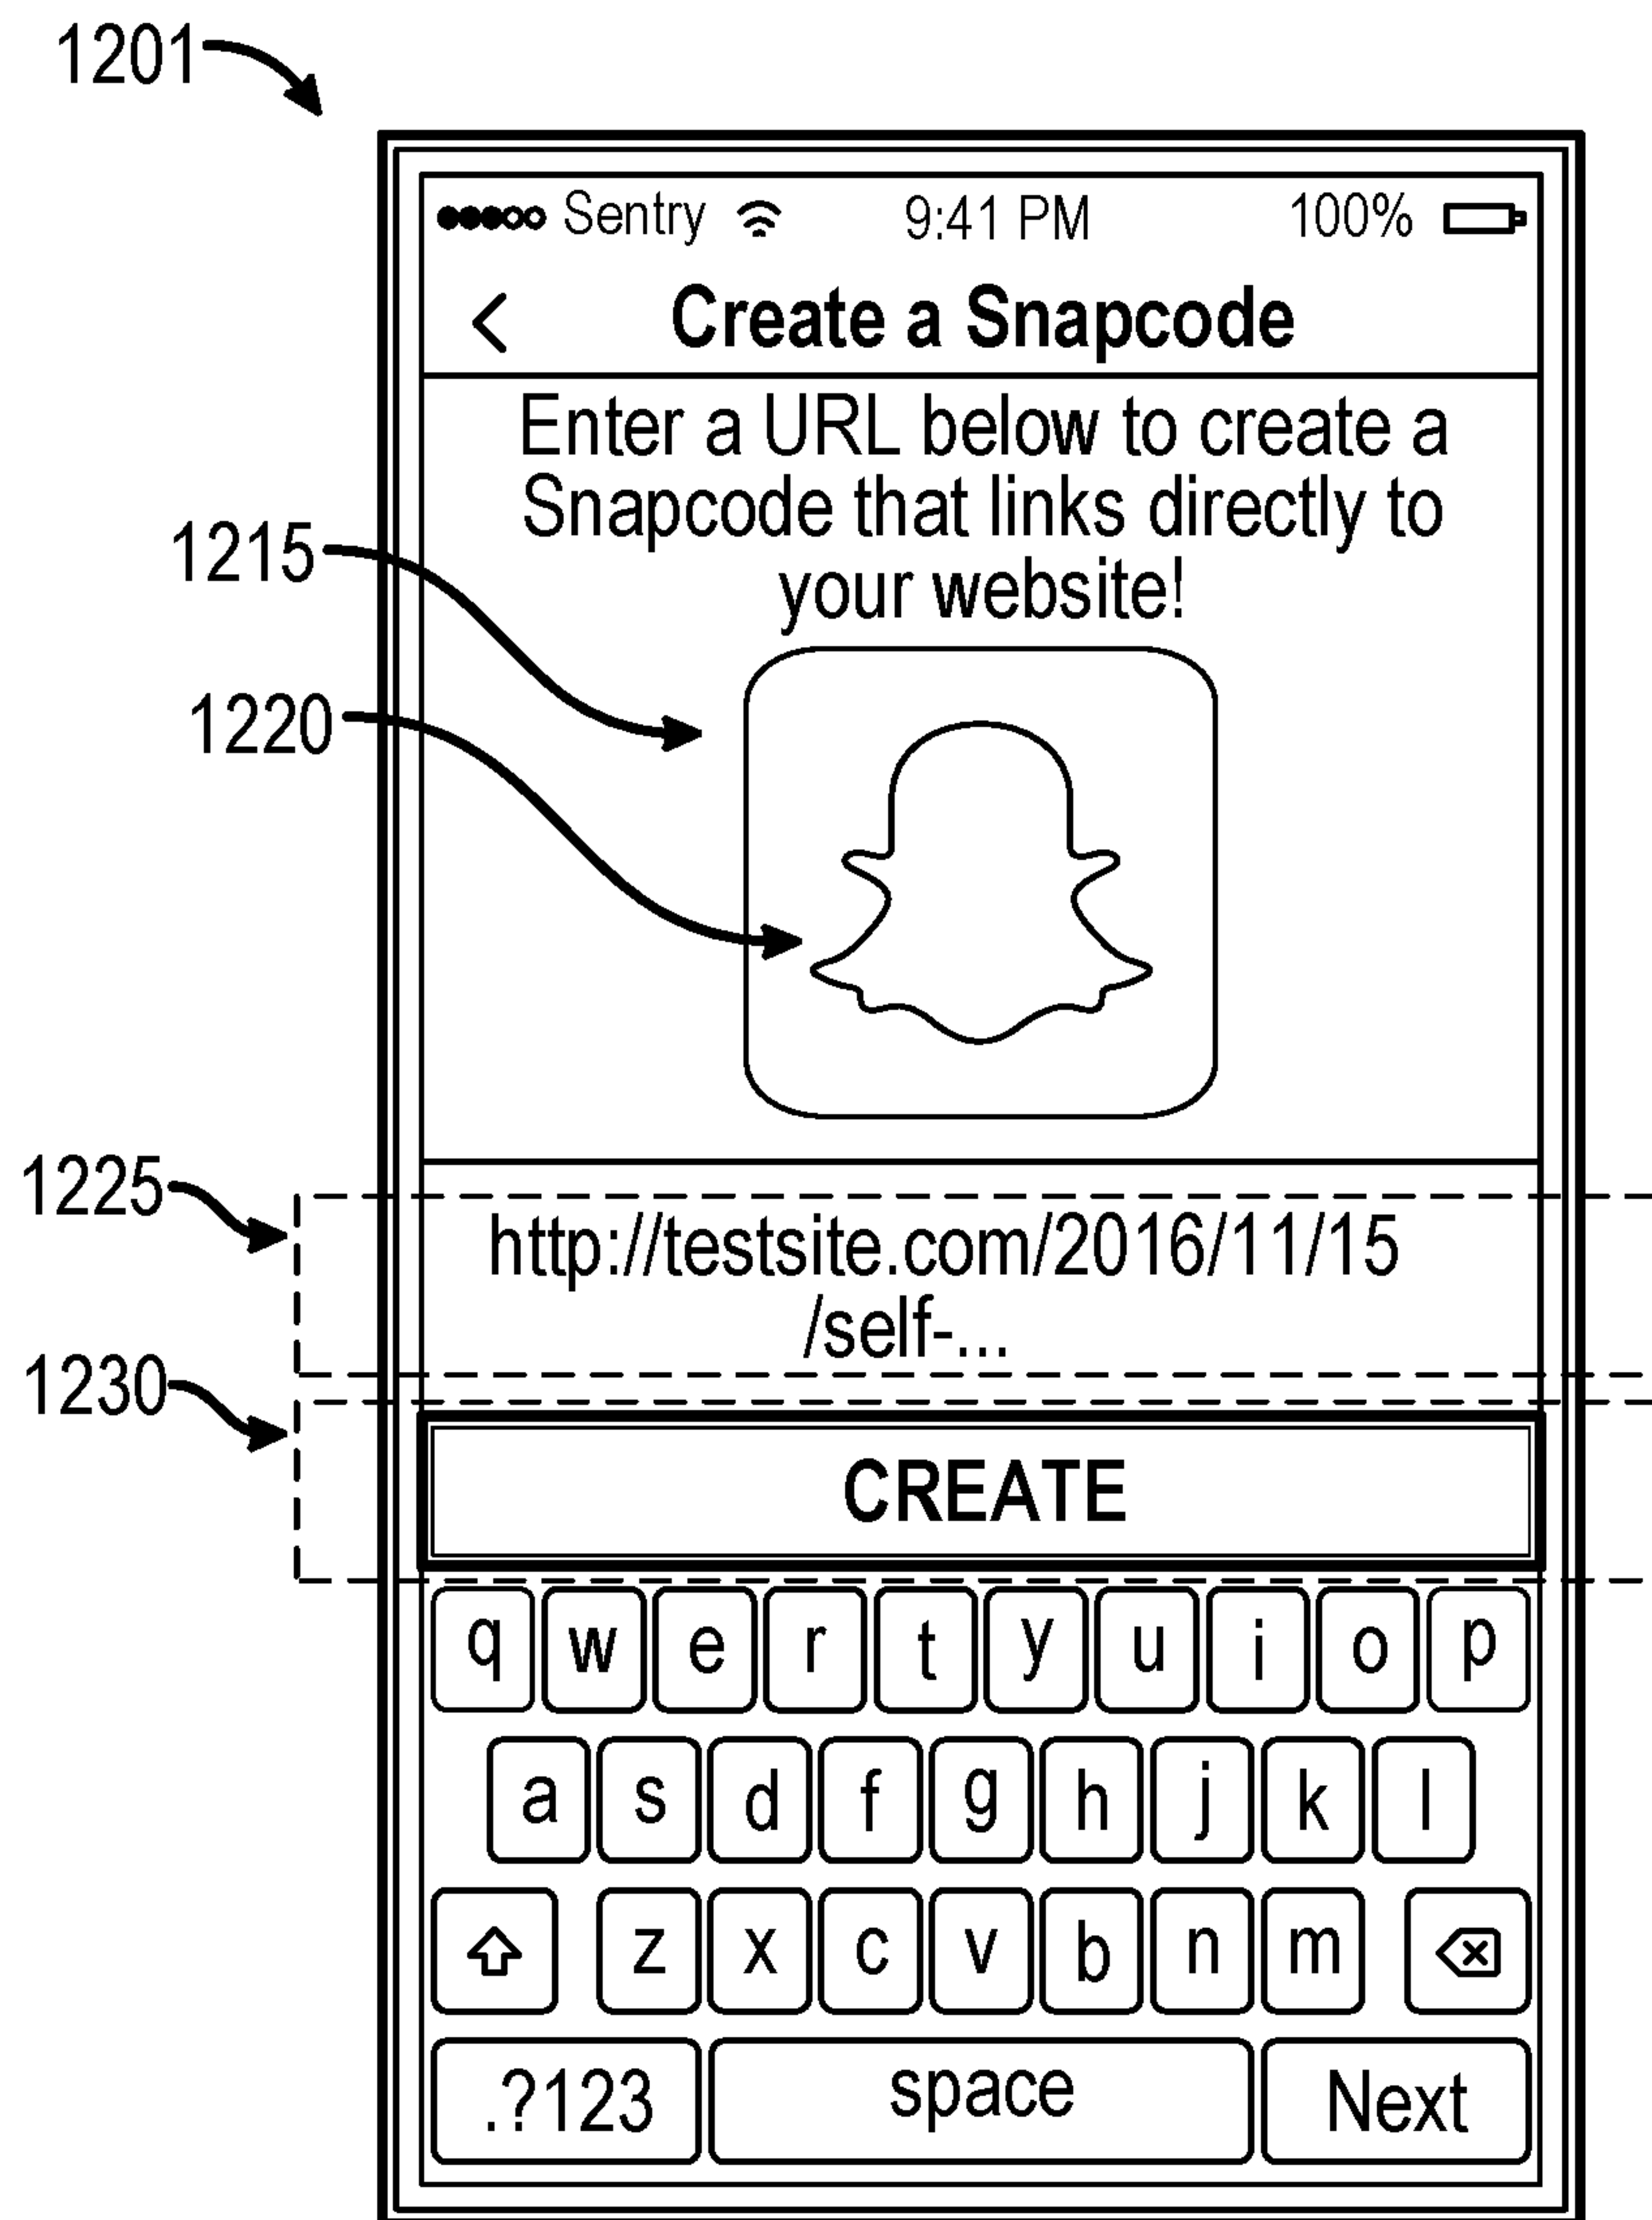 1201
Sentry 9:41 PM 100%
Create a Snapcode
Enter a URL below to create a
Snapcode that links directly to
your website!
1215
1220
1225
http://testsite.com/2016/11/15
/self-...
1230
CREATE
q w e r t y u i o p
a s d f g h j k l
z x c v b n m
.?123 space Next